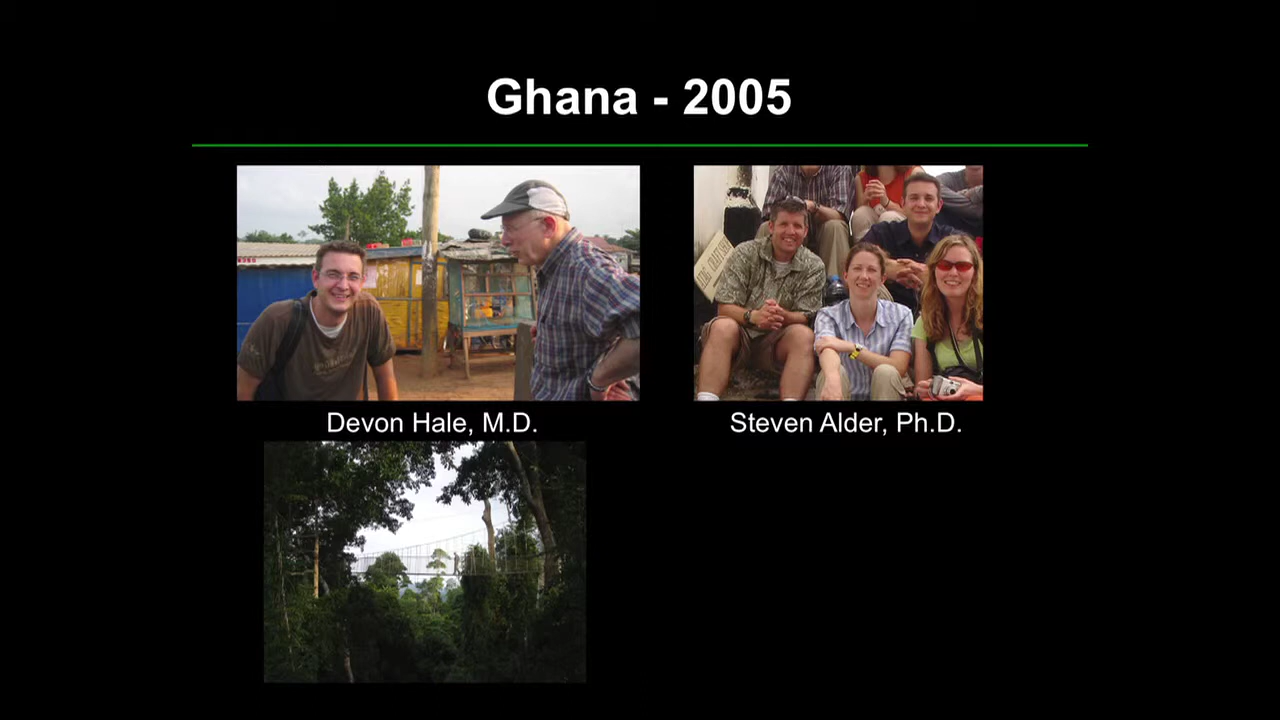 Ghana - 2005
Devon Hale, M.D.
Steven Alder, Ph.D.